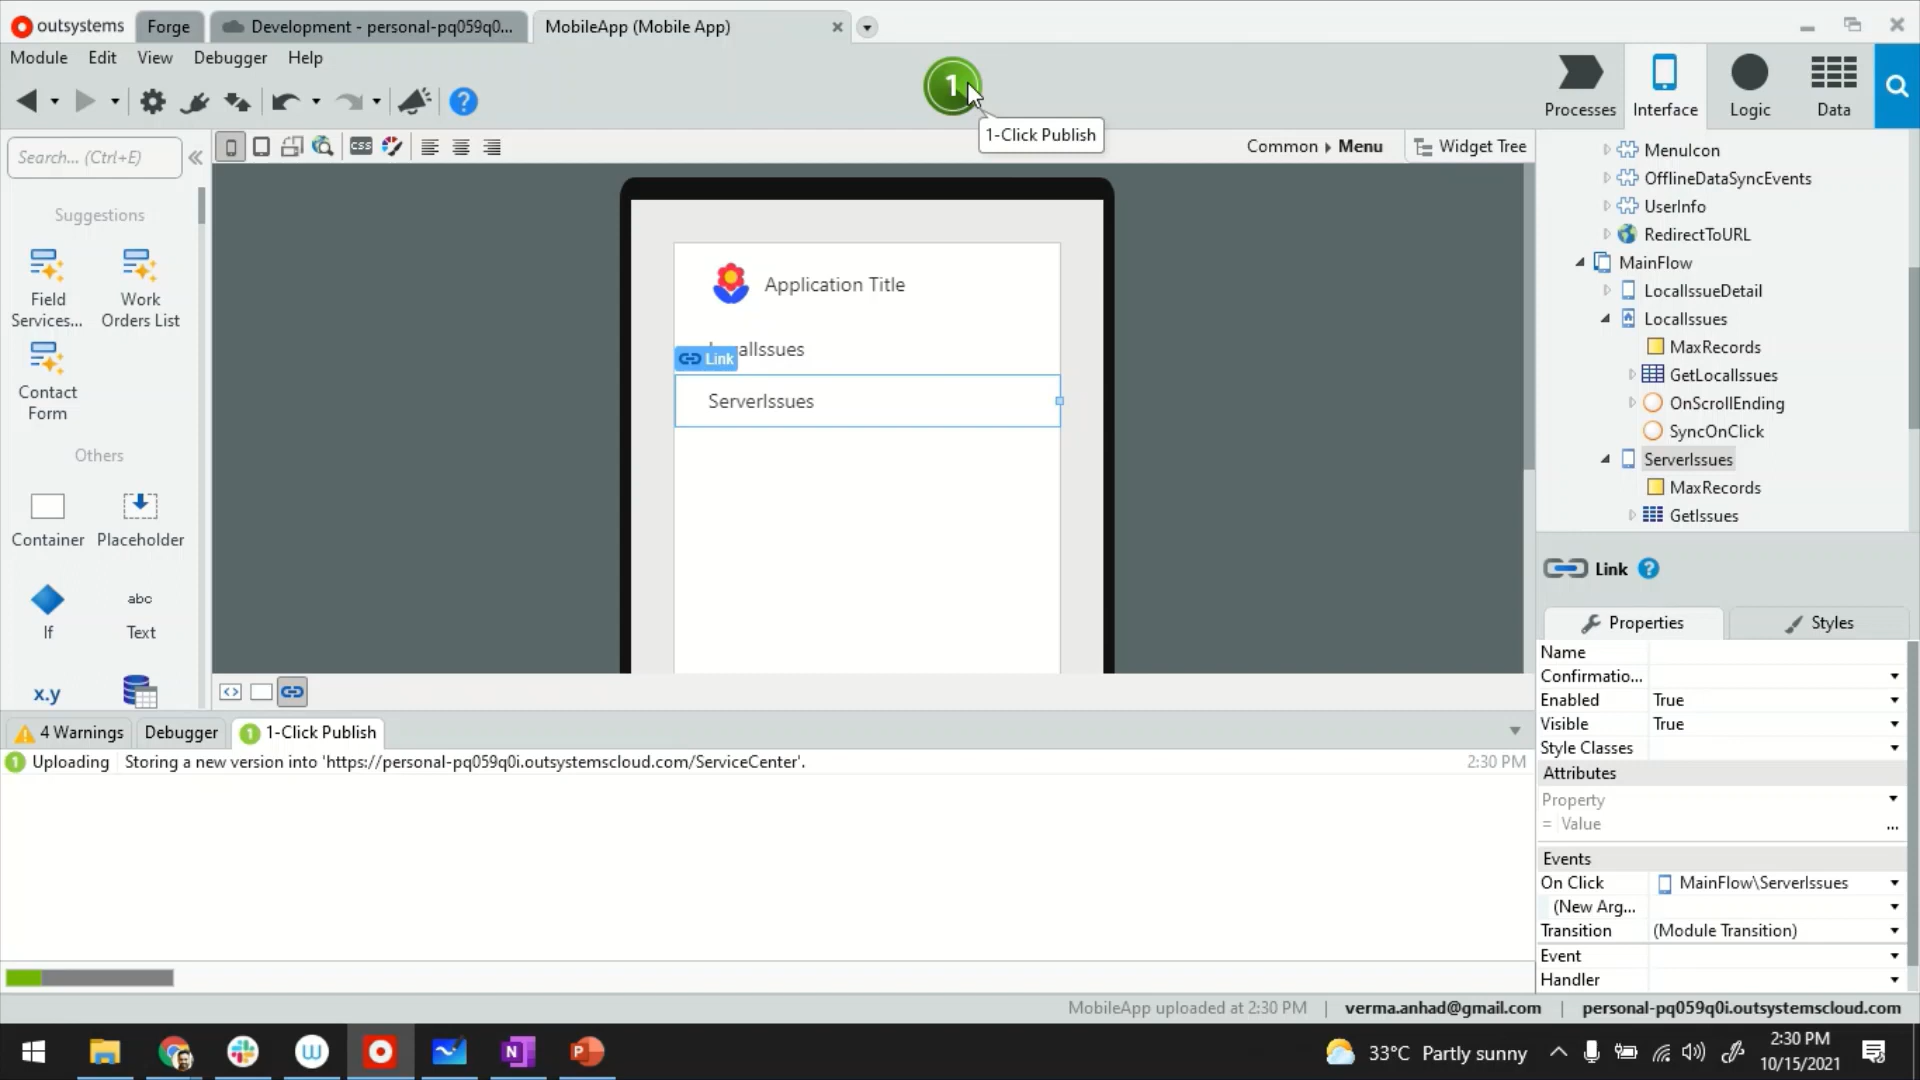 outsystems
Forge
Development - personal-pq059q0...
MobileApp (Mobile App)
Module
Edit
View
Debugger
Help
1
1-Click Publish
Processes
Interface
Logic
Data
Search... (Ctrl+E)
CSS
Common
Menu
Widget Tree
Suggestions
Field Services...
Work Orders List
Contact Form
Others
Container
Placeholder
If
abc
Text
x.y
Application Title
Link
ServerIssues
MenuIcon
OfflineDataSyncEvents
UserInfo
RedirectToURL
MainFlow
LocalIssueDetail
LocalIssues
MaxRecords
GetLocalIssues
OnScrollEnding
SyncOnClick
ServerIssues
MaxRecords
GetIssues
Link
Properties
Styles
Name
Confirmatio...
Enabled True
Visible True
Style Classes
Attributes
Property
= Value ...
Events
On Click MainFlow\ServerIssues
(New Arg...
Transition (Module Transition)
Event
Handler
4 Warnings
Debugger
1 1-Click Publish
1 Uploading Storing a new version into 'https://personal-pq059q0i.outsystemscloud.com/ServiceCenter'. 2:30 PM
MobileApp uploaded at 2:30 PM | verma.anhad@gmail.com | personal-pq059q0i.outsystemscloud.com
33°C Partly sunny
2:30 PM
10/15/2021